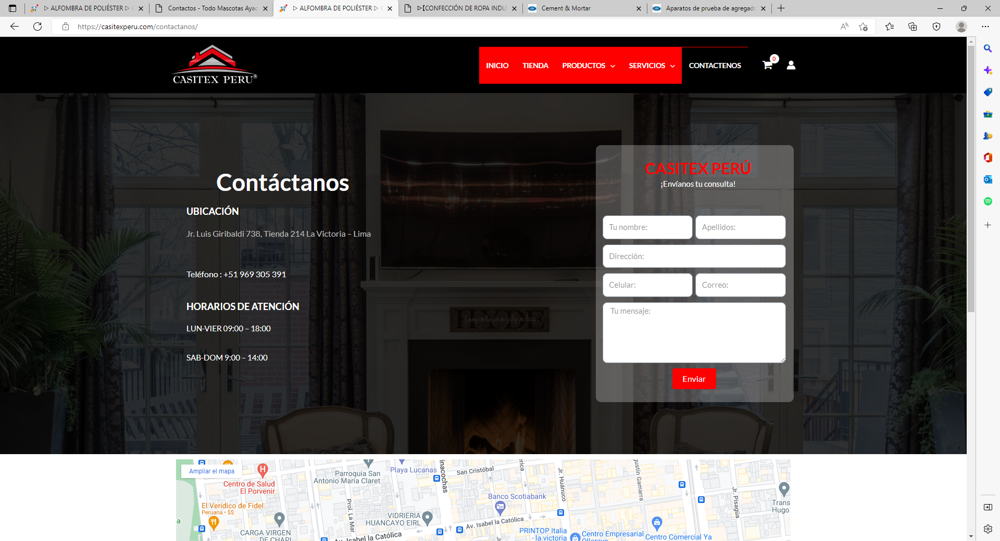 ALFOMBRA DE POLIÉSTER
Contactos - Todo Mascotas Ayac
ALFOMBRA DE POLIÉSTER
【CONFECCIÓN DE ROPA INDUS
Cement & Mortar
Aparatos de prueba de agregado
https://casitexperu.com/contactanos/
CASITEX PERU®
INICIO
TIENDA
PRODUCTOS
SERVICIOS
CONTACTENOS
0
Contáctanos
UBICACIÓN
Jr. Luis Giribaldi 738, Tienda 214 La Victoria – Lima
Teléfono : +51 969 305 391
HORARIOS DE ATENCIÓN
LUN-VIER 09:00 – 18:00
SAB-DOM 9:00 – 14:00
CASITEX PERÚ
¡Envíanos tu consulta!
Tu nombre:
Apellidos:
Dirección:
Celular:
Correo:
Tu mensaje:
Enviar
Ampliar el mapa
Centro de Salud
El Porvenir
Parroquia San
Antonio María Claret
Playa Lucanas
San Cristóbal
Jr. Huánuco
Jr. Pisagüa
Banco Scotiabank
El Verídico de Fidel
Peruana • $$
Prol. La Mar
VIDRIERIA
HUANCAYO EIRL
Av. Isabel la Católica
Trans
Hugo
CARGA VIRGEN
DE CHAPI
Av. Isabel la Católica
PRINTOP Italia
- la victoria
Centro Empresarial
Centro Comercial Ya